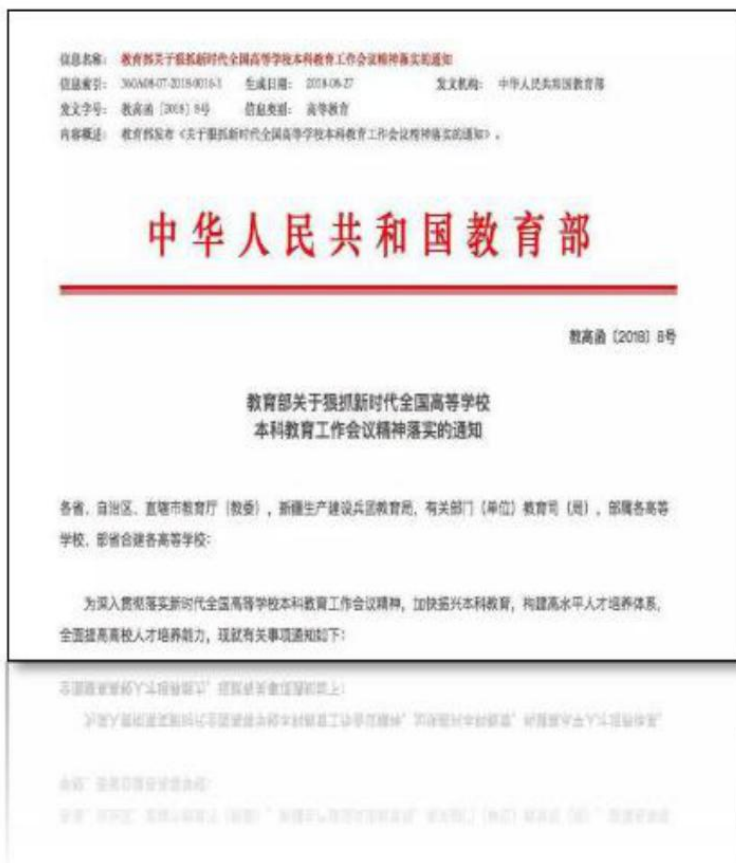 信息名称： 教育部关于狠抓新时代全国高等学校本科教育工作会议精神落实的通知
信息索引： 360A08-07-2018-0016-1 生成日期： 2018-08-27 发文机构： 中华人民共和国教育部
发文字号： 教高函〔2018〕8号 信息类别： 高等教育
内容概述： 教育部发布《关于狠抓新时代全国高等学校本科教育工作会议精神落实的通知》。
中华人民共和国教育部
教高函〔2018〕8号
教育部关于狠抓新时代全国高等学校
本科教育工作会议精神落实的通知
各省、自治区、直辖市教育厅（教委），新疆生产建设兵团教育局，有关部门（单位）教育司（局），部属各高等
学校、部省合建各高等学校：
为深入贯彻落实新时代全国高等学校本科教育工作会议精神，加快振兴本科教育，构建高水平人才培养体系，
全面提高高校人才培养能力，现就有关事项通知如下：